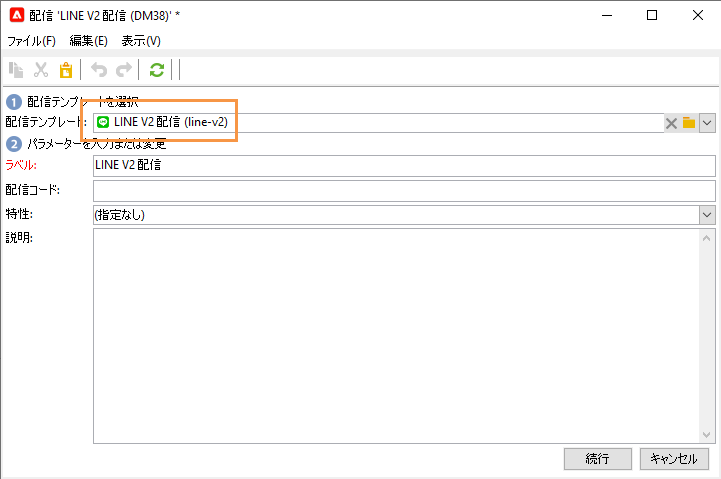 配信 'LINE V2 配信 (DM38)' *
ファイル(F) 編集(E) 表示(V)
1 配信テンプレートを選択
配信テンプレート: LINE V2 配信 (line-v2)
2 パラメーターを入力または変更
ラベル: LINE V2 配信
配信コード:
特性: (指定なし)
説明:
続行 キャンセル